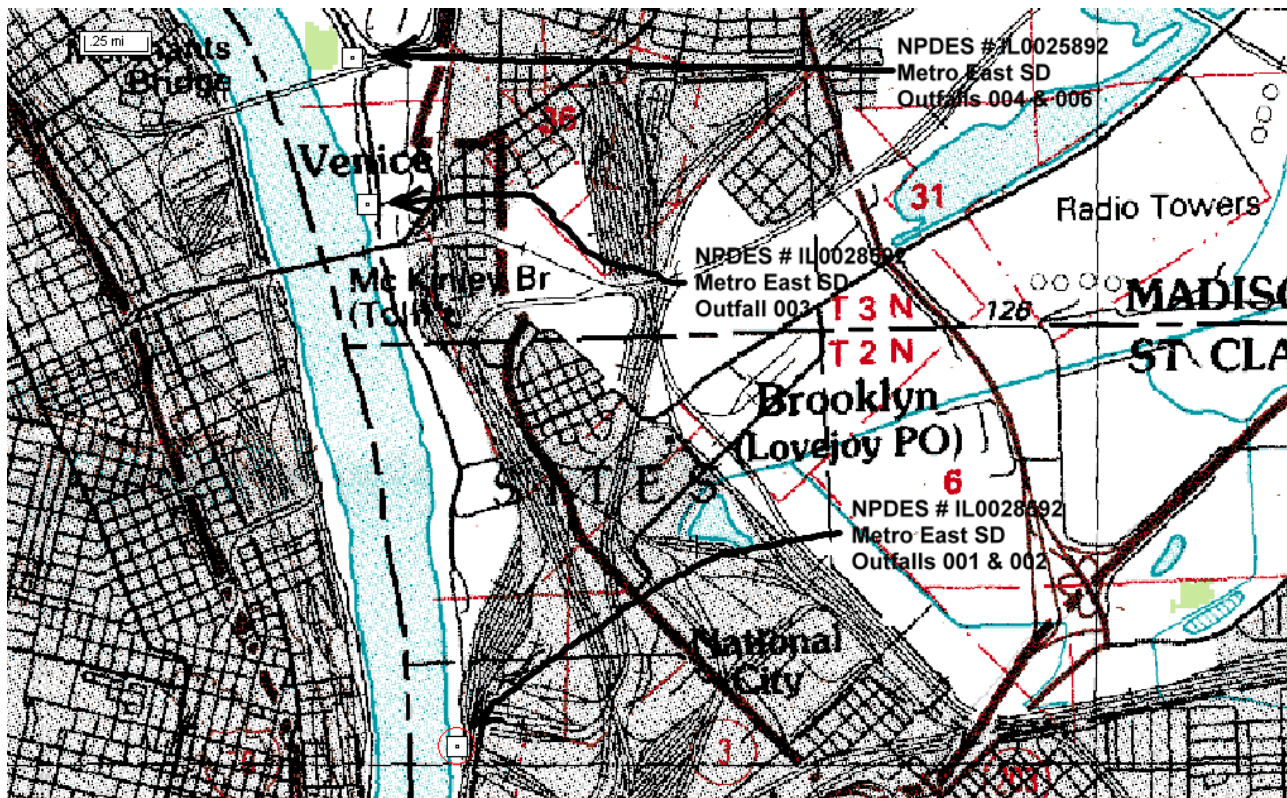 .25 mi
Bridge
NPDES # IL0025892
Metro East SD
Outfalls 004 & 006
36
Venice
31
Radio Towers
NPDES # IL0028592
Metro East SD
Outfall 003
Mc Kinley Br
T 3 N
128
MADISO
T 2 N
ST CLA
Brooklyn
(Lovejoy PO)
STATES
6
NPDES # IL0028592
Metro East SD
Outfalls 001 & 002
National
City
3